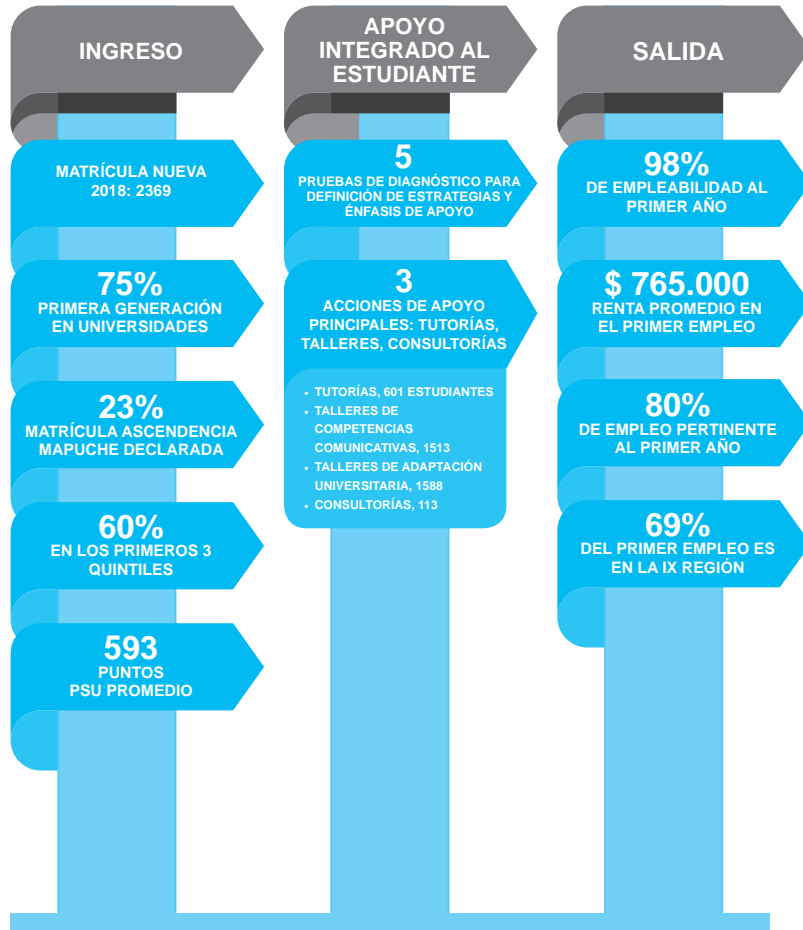 INGRESO
MATRÍCULA NUEVA
2018: 2369
75%
PRIMERA GENERACIÓN
EN UNIVERSIDADES
23%
MATRÍCULA ASCENDENCIA
MAPUCHE DECLARADA
60%
EN LOS PRIMEROS 3
QUINTILES
593
PUNTOS
PSU PROMEDIO
APOYO
INTEGRADO AL
ESTUDIANTE
5
PRUEBAS DE DIAGNÓSTICO PARA
DEFINICIÓN DE ESTRATEGIAS Y
ÉNFASIS DE APOYO
3
ACCIONES DE APOYO
PRINCIPALES: TUTORÍAS,
TALLERES, CONSULTORÍAS
• TUTORÍAS, 601 ESTUDIANTES
• TALLERES DE
COMPETENCIAS
COMUNICATIVAS, 1513
• TALLERES DE ADAPTACIÓN
UNIVERSITARIA, 1588
• CONSULTORÍAS, 113
SALIDA
98%
DE EMPLEABILIDAD AL
PRIMER AÑO
$ 765.000
RENTA PROMEDIO EN
EL PRIMER EMPLEO
80%
DE EMPLEO PERTINENTE
AL PRIMER AÑO
69%
DEL PRIMER EMPLEO ES
EN LA IX REGIÓN